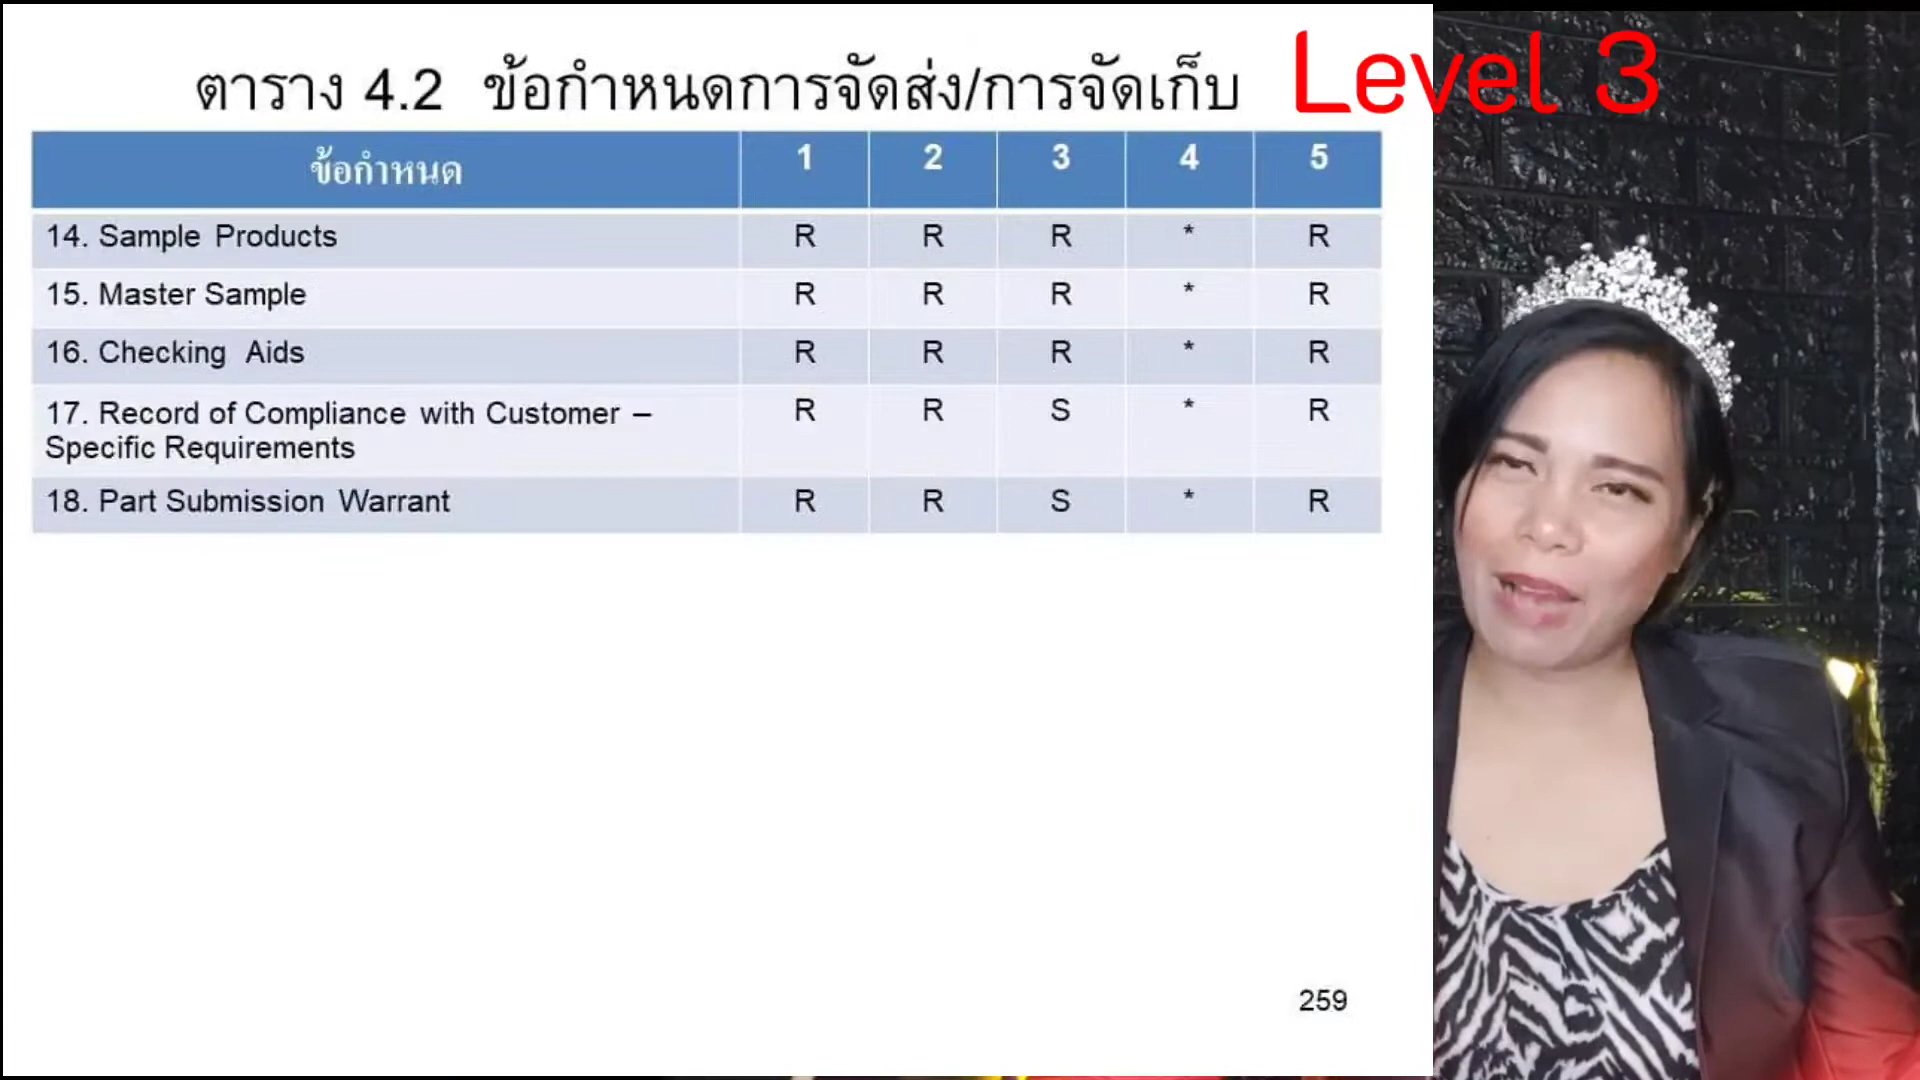 ตาราง 4.2 ข้อกำหนดการจัดส่ง/การจัดเก็บ Level 3
ข้อกำหนด 1 2 3 4 5
14. Sample Products R R R * R
15. Master Sample R R R * R
16. Checking Aids R R R * R
17. Record of Compliance with Customer – R R S * R
Specific Requirements
18. Part Submission Warrant R R S * R
259